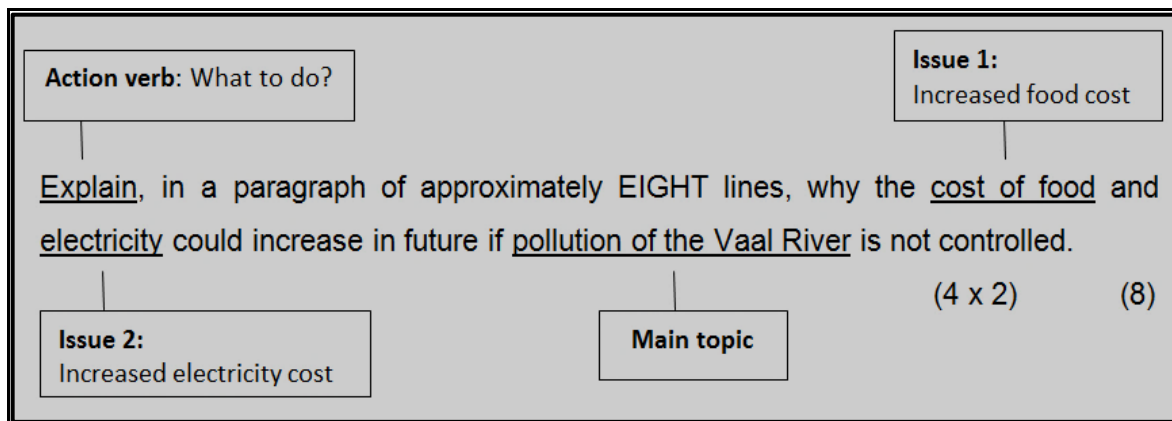 Action verb: What to do?
Issue 1:
Increased food cost
Explain, in a paragraph of approximately EIGHT lines, why the cost of food and
electricity could increase in future if pollution of the Vaal River is not controlled.
(4 x 2) (8)
Issue 2:
Increased electricity cost
Main topic